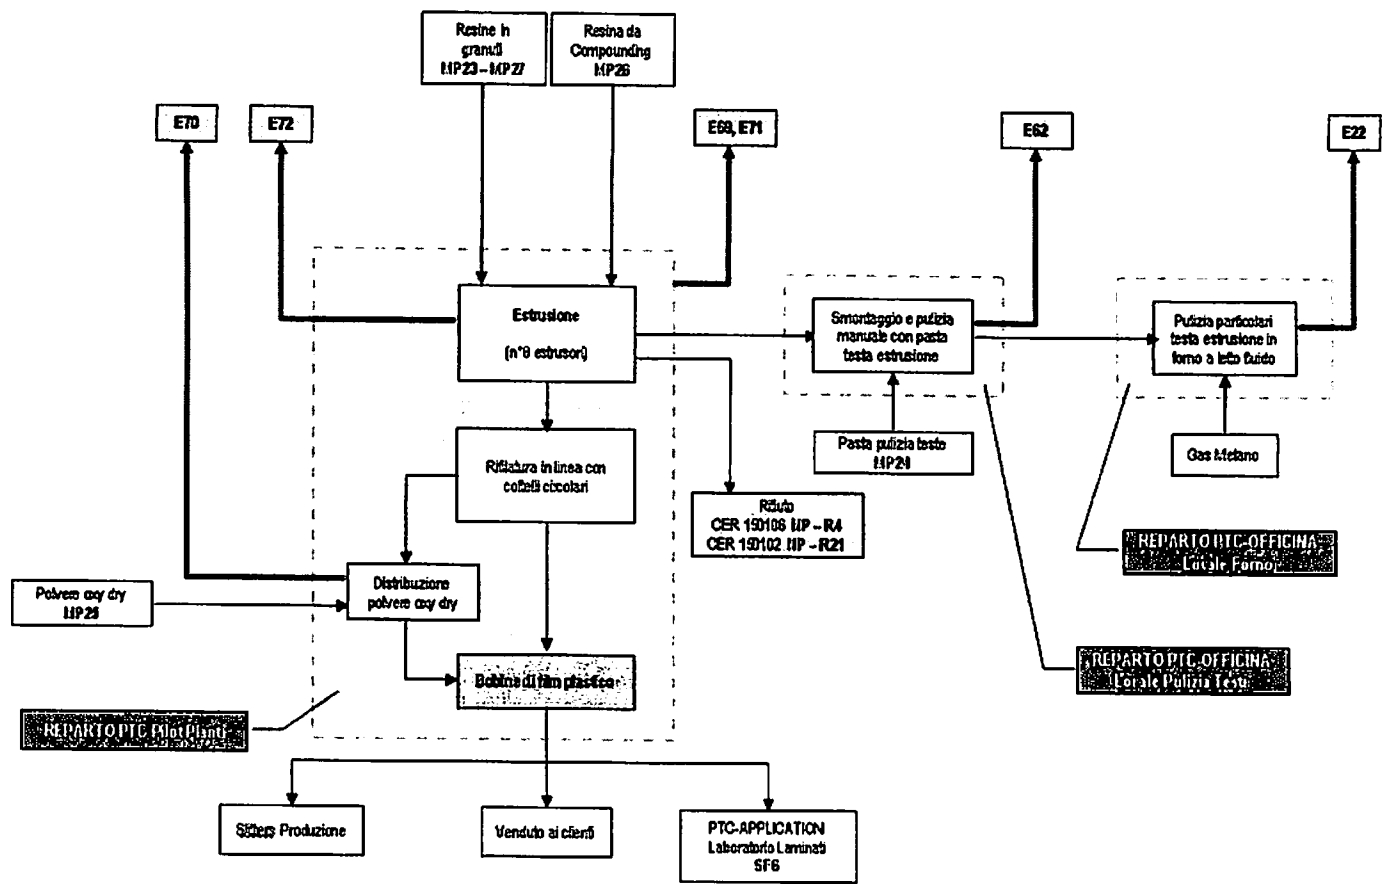 Resine in
granuli
MP23 – MP27
Resina da
Compounding
MP26
E70
E72
E69, E71
E62
E22
Estrusione
(n°8 estrusori)
Smontaggio e pulizia
manuale con pasta
testa estrusione
Pulizia particolari
testa estrusione in
forno a letto fluido
Rifilatura in linea con
coltelli circolari
Pasta pulizia teste
MP24
Gas Metano
Rifiuto
CER 150106 MP – R4
CER 150102 MP – R21
REPARTO PTC-OFFICINA
Locale Forno
Polvere oxy dry
Distribuzione
polvere oxy dry
Bobine di film plastico
REPARTO PTC-OFFICINA
Locale Pulizia Teste
REPARTO PTC Pilot Plant
Slitters Produzione
Venduto ai clienti
PTC-APPLICATION
Laboratorio Laminati
SF6